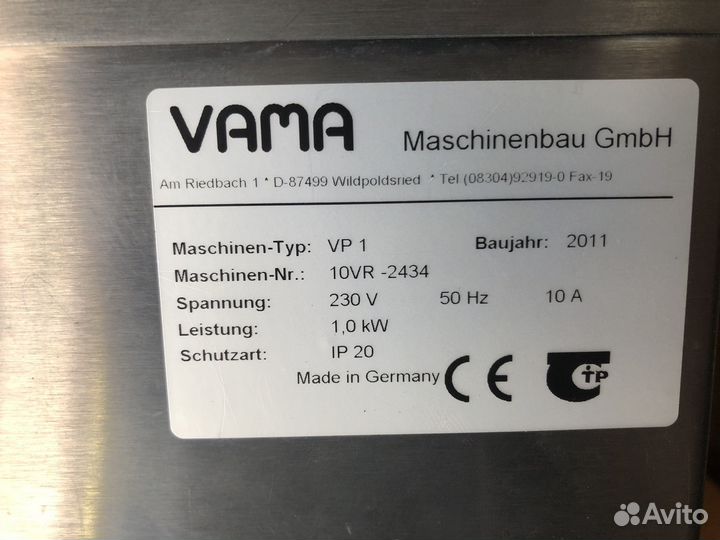 VAMA Maschinenbau GmbH
Am Riedbach 1 * D-87499 Wildpoldsried * Tel (08304)92919-0 Fax-19
Maschinen-Typ: VP 1 Baujahr: 2011
Maschinen-Nr.: 10VR -2434
Spannung: 230 V 50 Hz 10 A
Leistung: 1,0 kW
Schutzart: IP 20
Made in Germany CE CTP
Avito